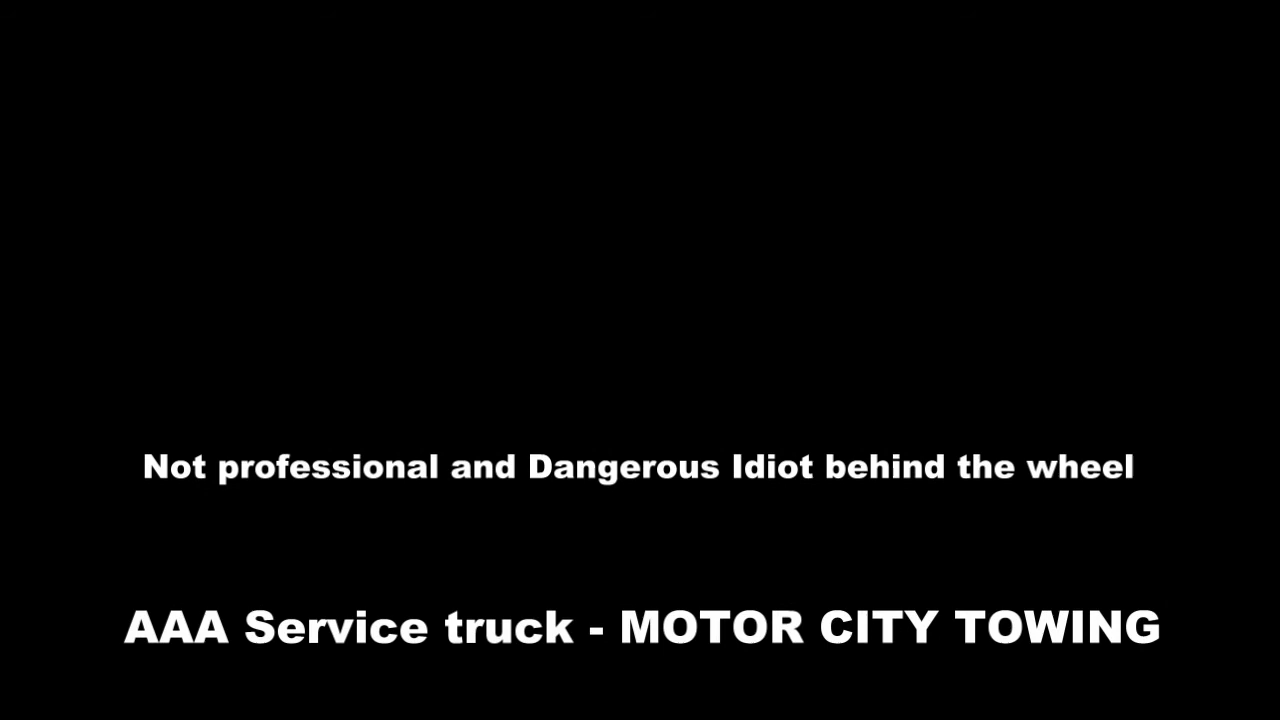 Not professional and Dangerous Idiot behind the wheel
AAA Service truck - MOTOR CITY TOWING